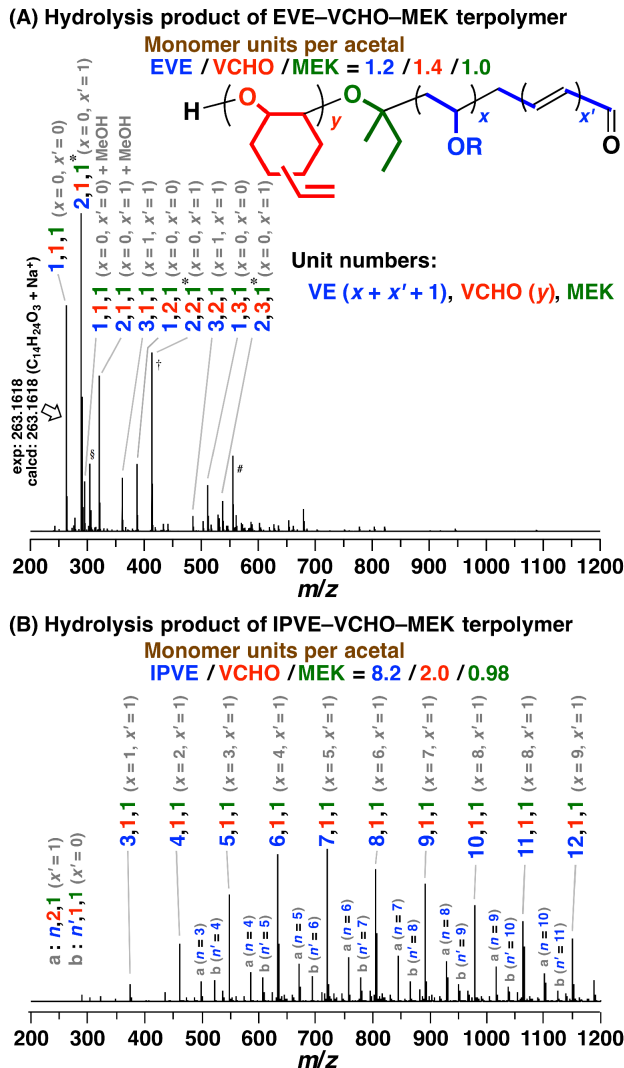 (A) Hydrolysis product of EVE–VCHO–MEK terpolymer
Monomer units per acetal
EVE / VCHO / MEK = 1.2 / 1.4 / 1.0
H
O
y
O
x
OR
x′
O
1,1,1 (x = 0, x′ = 0)
2,1,1* (x = 0, x′ = 1)
1,1,1 (x = 0, x′ = 0) + MeOH
2,1,1 (x = 0, x′ = 1) + MeOH
3,1,1 (x = 1, x′ = 1)
1,2,1 (x = 0, x′ = 0)
2,2,1* (x = 0, x′ = 1)
3,2,1 (x = 1, x′ = 1)
1,3,1 (x = 0, x′ = 0)
2,3,1* (x = 0, x′ = 1)
Unit numbers:
VE (x + x′ + 1), VCHO (y), MEK
exp: 263.1618
calcd: 263.1618 (C14H24O3 + Na+)
§
†
#
200 300 400 500 600 700 800 900 1000 1100 1200
m/z
(B) Hydrolysis product of IPVE–VCHO–MEK terpolymer
Monomer units per acetal
IPVE / VCHO / MEK = 8.2 / 2.0 / 0.98
3,1,1 (x = 1, x′ = 1)
4,1,1 (x = 2, x′ = 1)
5,1,1 (x = 3, x′ = 1)
6,1,1 (x = 4, x′ = 1)
7,1,1 (x = 5, x′ = 1)
8,1,1 (x = 6, x′ = 1)
9,1,1 (x = 7, x′ = 1)
10,1,1 (x = 8, x′ = 1)
11,1,1 (x = 8, x′ = 1)
12,1,1 (x = 9, x′ = 1)
a : n,2,1 (x′ = 1)
b : n′,1,1 (x′ = 0)
a (n = 3)
b (n′ = 4)
a (n = 4)
b (n′ = 5)
a (n = 5)
b (n′ = 6)
a (n = 6)
b (n′ = 7)
a (n = 7)
b (n′ = 8)
a (n = 8)
b (n′ = 9)
a (n = 9)
b (n′ = 10)
a (n = 10)
b (n′ = 11)
200 300 400 500 600 700 800 900 1000 1100 1200
m/z